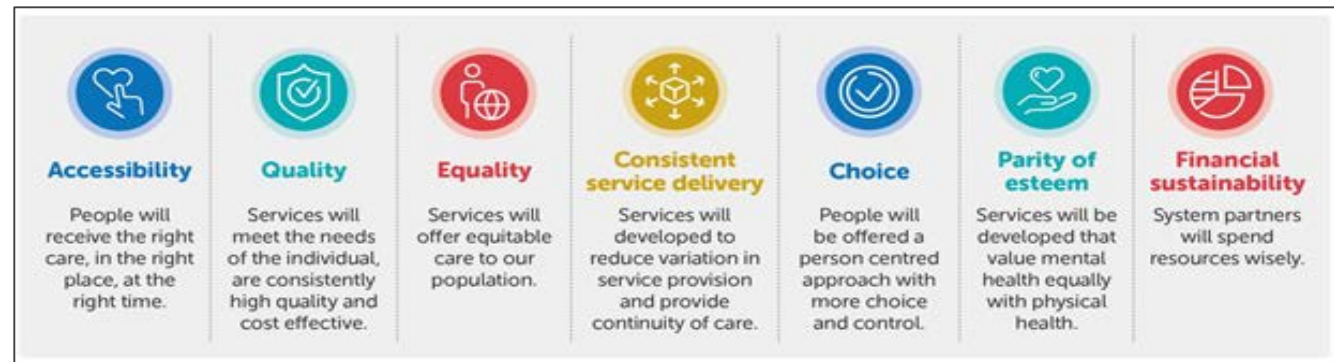 Accessibility
People will
receive the right
care, in the right
place, at the
right time.
Quality
Services will
meet the needs
of the individual,
are consistently
high quality and
cost effective.
Equality
Services will
offer equitable
care to our
population.
Consistent
service delivery
Services will
developed to
reduce variation in
service provision
and provide
continuity of care.
Choice
People will
be offered a
person centred
approach with
more choice
and control.
Parity of
esteem
Services will be
developed that
value mental
health equally
with physical
health.
Financial
sustainability
System partners
will spend
resources wisely.